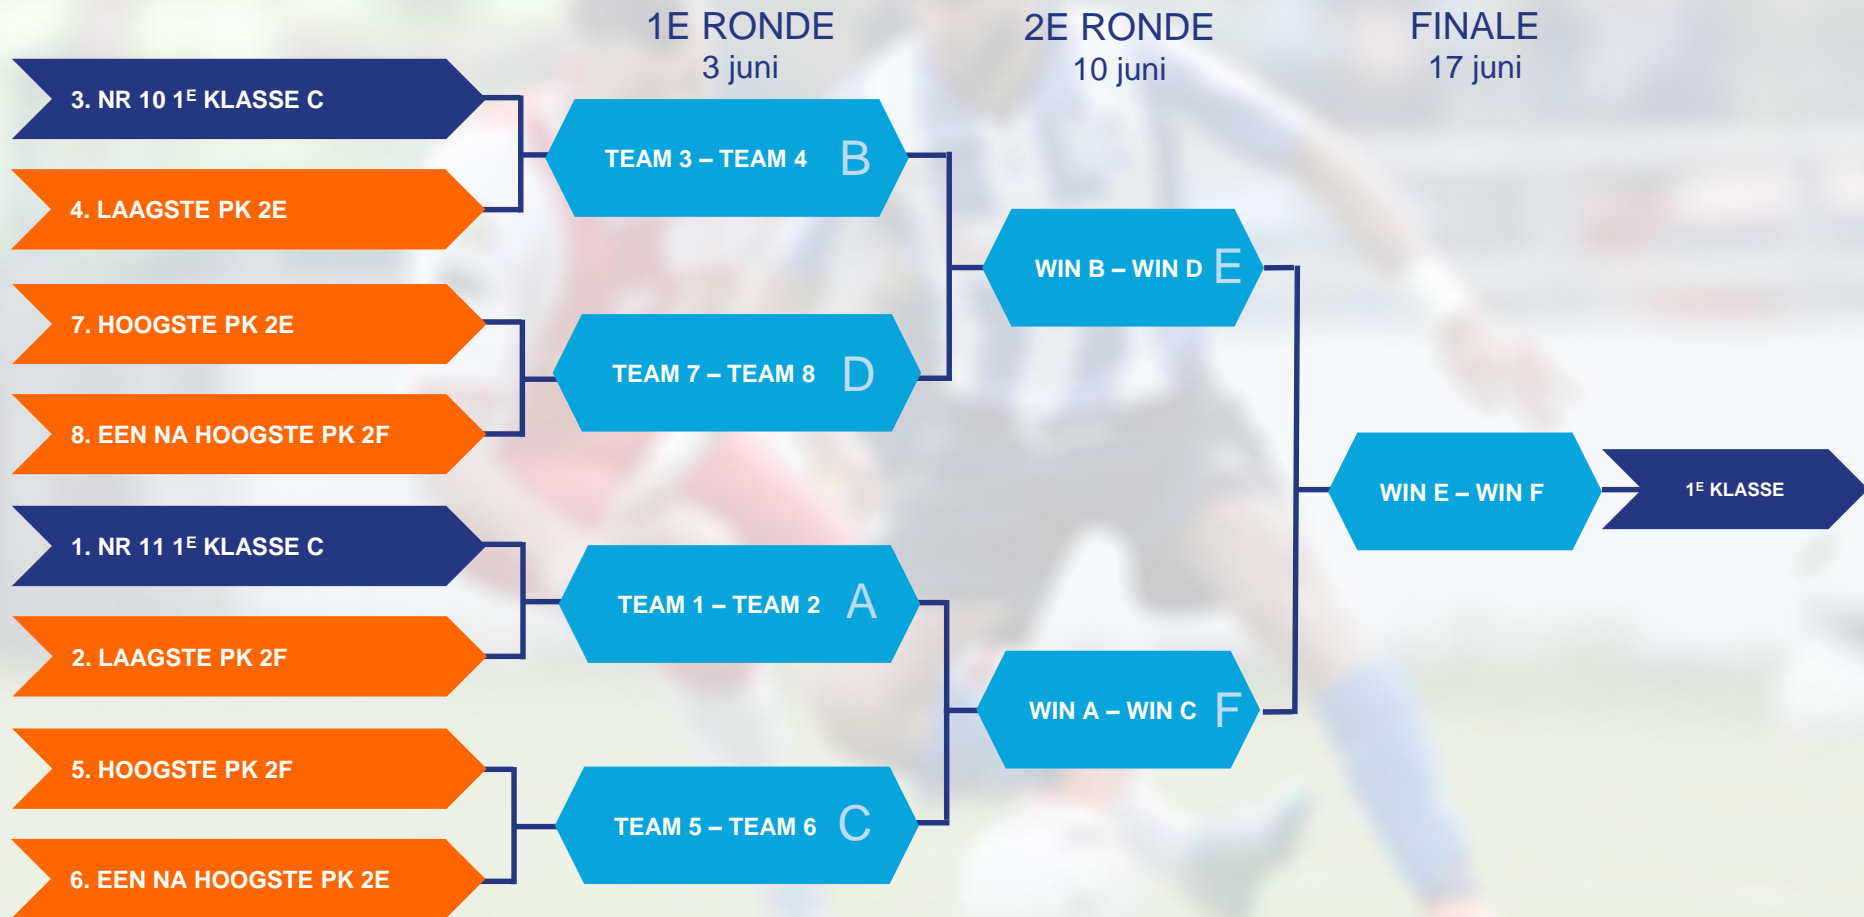 1E RONDE
3 juni
2E RONDE
10 juni
FINALE
17 juni
3. NR 10 1E KLASSE C
4. LAAGSTE PK 2E
7. HOOGSTE PK 2E
8. EEN NA HOOGSTE PK 2F
1. NR 11 1E KLASSE C
2. LAAGSTE PK 2F
5. HOOGSTE PK 2F
6. EEN NA HOOGSTE PK 2E
TEAM 3 – TEAM 4 B
TEAM 7 – TEAM 8 D
TEAM 1 – TEAM 2 A
TEAM 5 – TEAM 6 C
WIN B – WIN D E
WIN A – WIN C F
WIN E – WIN F
1E KLASSE